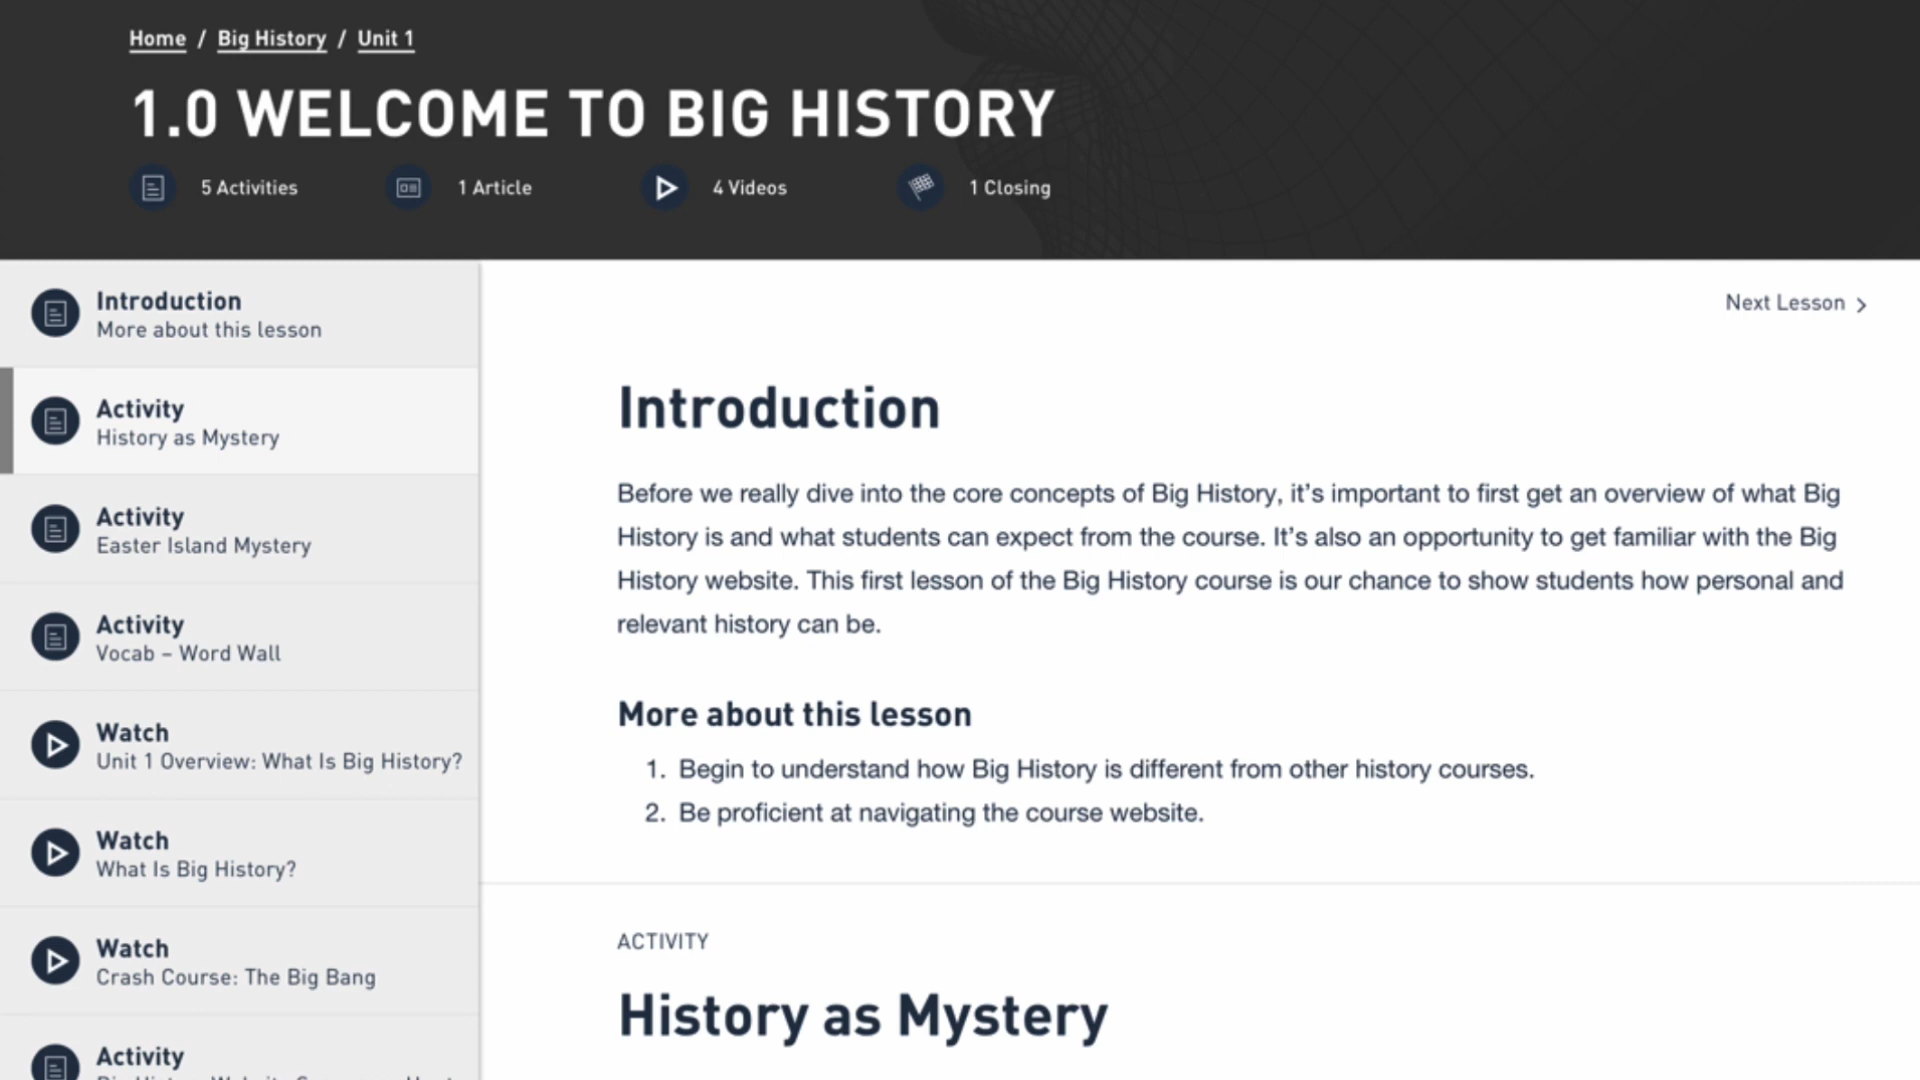 Home / Big History / Unit 1
1.0 WELCOME TO BIG HISTORY
5 Activities
1 Article
4 Videos
1 Closing
Introduction
More about this lesson
Activity
History as Mystery
Activity
Easter Island Mystery
Activity
Vocab – Word Wall
Watch
Unit 1 Overview: What Is Big History?
Watch
What Is Big History?
Watch
Crash Course: The Big Bang
Activity
Next Lesson >
Introduction
Before we really dive into the core concepts of Big History, it’s important to first get an overview of what Big
History is and what students can expect from the course. It’s also an opportunity to get familiar with the Big
History website. This first lesson of the Big History course is our chance to show students how personal and
relevant history can be.
More about this lesson
1. Begin to understand how Big History is different from other history courses.
2. Be proficient at navigating the course website.
ACTIVITY
History as Mystery